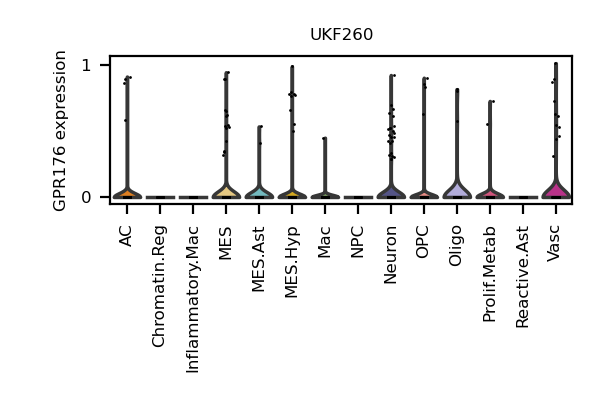 UKF260
GPR176 expression
1
0
AC
Chromatin.Reg
Inflammatory.Mac
MES
MES.Ast
MES.Hyp
Mac
NPC
Neuron
OPC
Oligo
Prolif.Metab
Reactive.Ast
Vasc